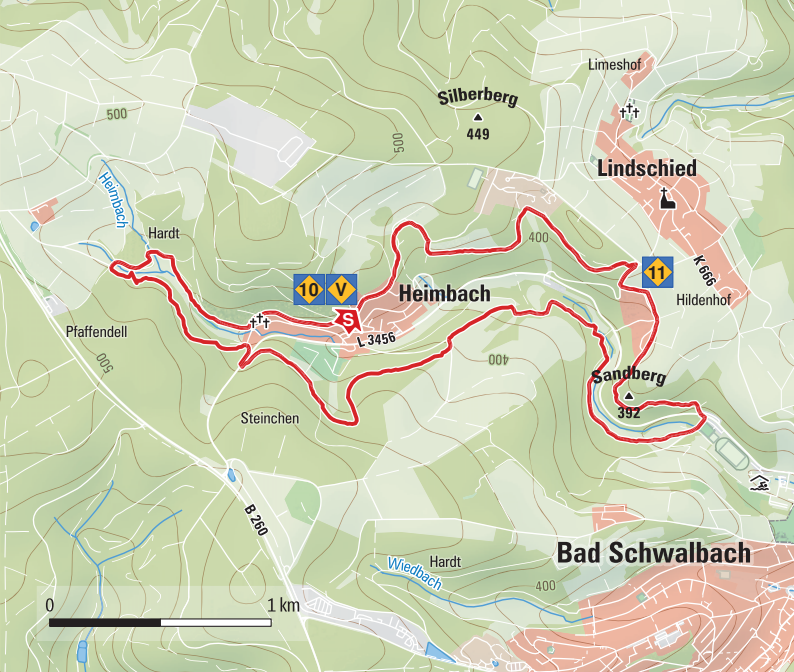 Limeshof
Silberberg
449
500
500
Lindschied
Heimbach
Hardt
400
11
K 666
10 V
Heimbach
Hildenhof
S
L 3456
Pfaffendell
500
400
Sandberg
392
Steinchen
B 260
Bad Schwalbach
Hardt
Wiedbach
400
0 1 km